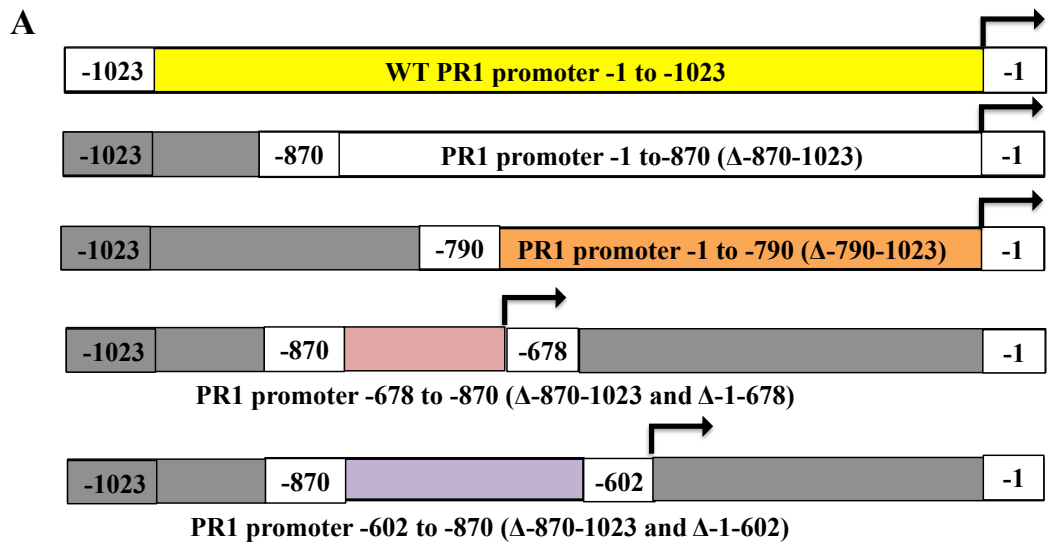 A
-1023 WT PR1 promoter -1 to -1023 -1
-1023 -870 PR1 promoter -1 to-870 (Δ-870-1023) -1
-1023 -790 PR1 promoter -1 to -790 (Δ-790-1023) -1
-1023 -870 -678 -1
PR1 promoter -678 to -870 (Δ-870-1023 and Δ-1-678)
-1023 -870 -602 -1
PR1 promoter -602 to -870 (Δ-870-1023 and Δ-1-602)